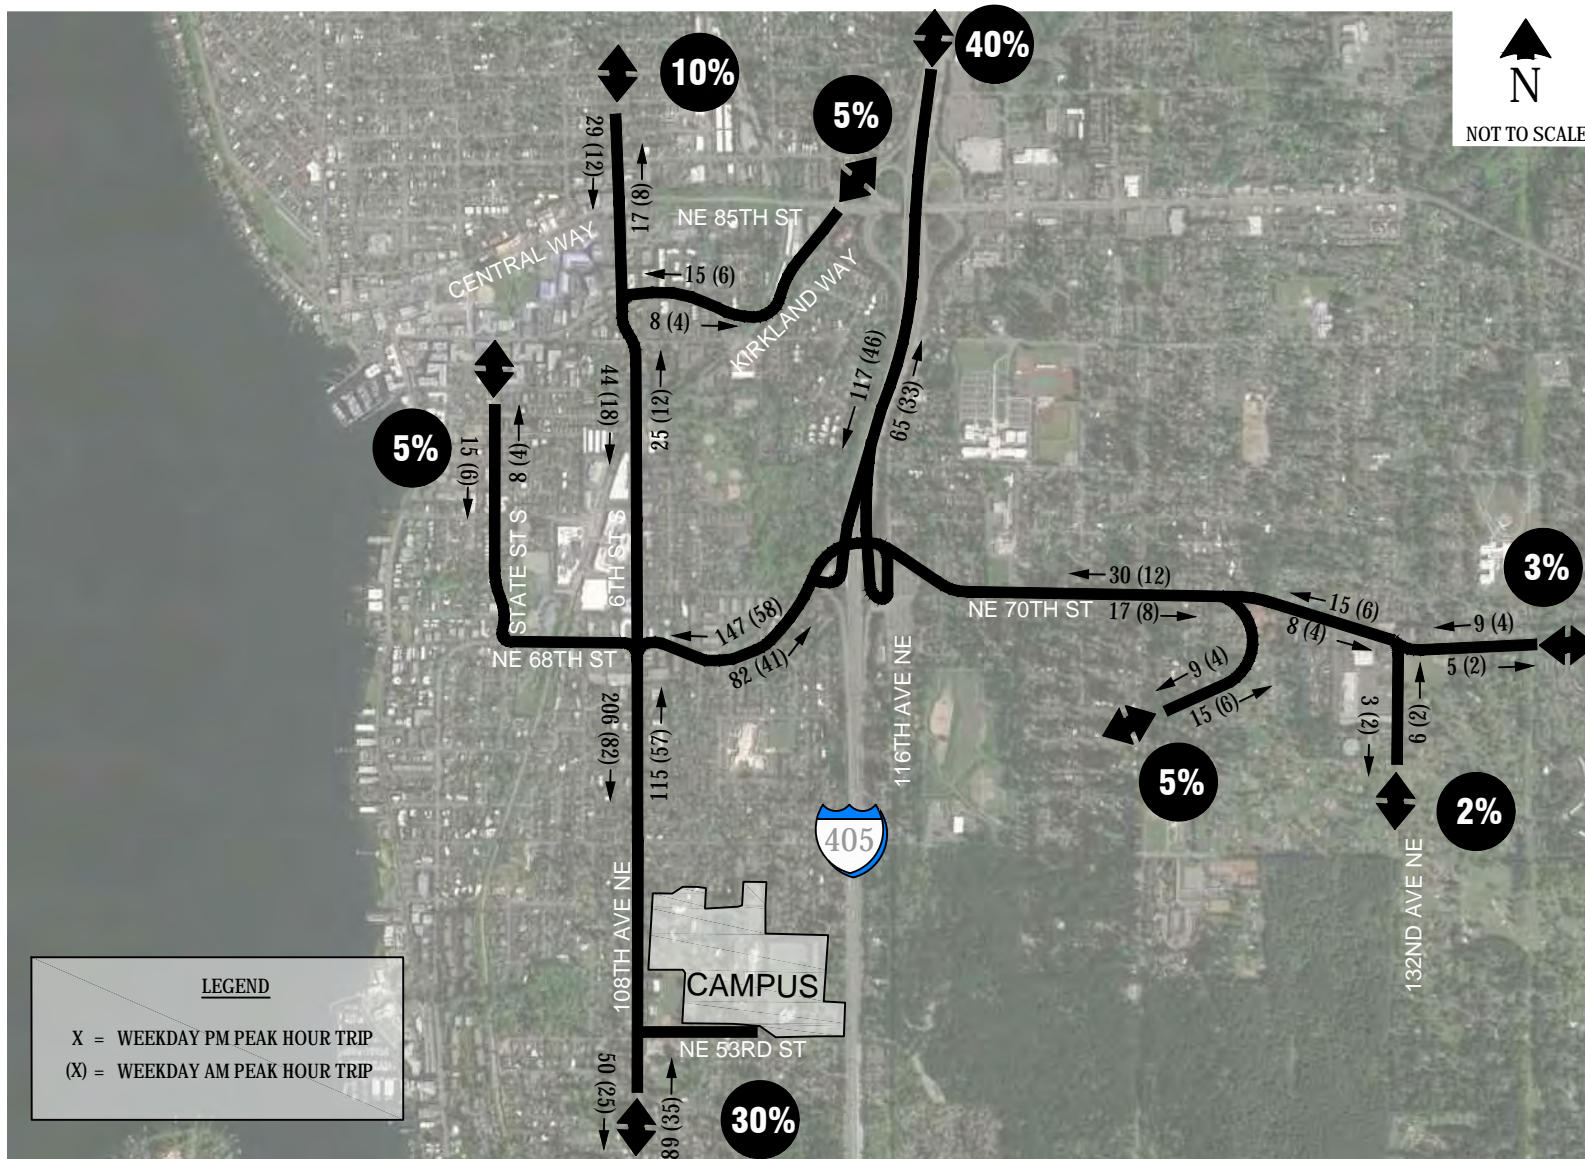 10%
40%
5%
N
NOT TO SCALE
29 (12)
17 (8)
NE 85TH ST
CENTRAL WAY
15 (6)
8 (4)
KIRKLAND WAY
117 (46)
65 (33)
44 (18)
25 (12)
5%
15 (6)
8 (4)
STATE ST S
6TH ST S
3%
30 (12)
NE 70TH ST
17 (8)
15 (6)
8 (4)
9 (4)
5 (2)
147 (58)
82 (41)
NE 68TH ST
9 (4)
15 (6)
3 (2)
6 (2)
206 (82)
115 (57)
116TH AVE NE
5%
2%
405
132ND AVE NE
108TH AVE NE
CAMPUS
NE 53RD ST
50 (25)
89 (35)
30%
LEGEND
X = WEEKDAY PM PEAK HOUR TRIP
(X) = WEEKDAY AM PEAK HOUR TRIP